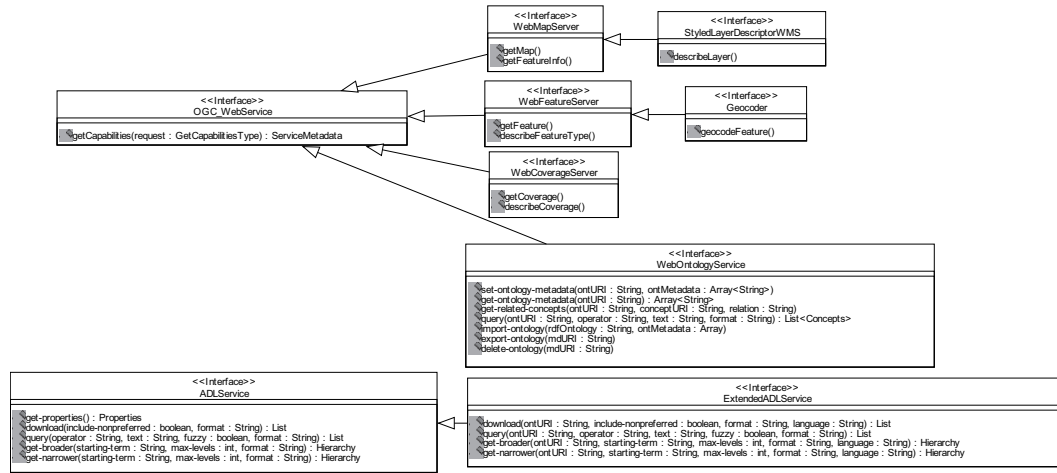 <<Interface>>
WebMapServer
getMap()
getFeatureInfo()
<<Interface>>
StyledLayerDescriptorWMS
describeLayer()
<<Interface>>
OGC_WebService
getCapabilities(request : GetCapabilitiesType) : ServiceMetadata
<<Interface>>
WebFeatureServer
getFeature()
describeFeatureType()
<<Interface>>
Geocoder
geocodeFeature()
<<Interface>>
WebCoverageServer
getCoverage()
describeCoverage()
<<Interface>>
WebOntologyService
set-ontology-metadata(ontURI : String, ontMetadata : Array<String>)
get-ontology-metadata(ontURI : String) : Array<String>
get-related-concepts(ontURI : String, conceptURI : String, relation : String)
query(ontURI : String, operator : String, text : String, format : String) : List<Concepts>
import-ontology(rdfOntology : String, ontMetadata : Array)
export-ontology(mdURI : String)
delete-ontology(mdURI : String)
<<Interface>>
ADLService
get-properties() : Properties
download(include-nonpreferred : boolean, format : String) : List
query(operator : String, text : String, fuzzy : boolean, format : String) : List
get-broader(starting-term : String, max-levels : int, format : String) : Hierarchy
get-narrower(starting-term : String, max-levels : int, format : String) : Hierarchy
<<Interface>>
ExtendedADLService
download(ontURI : String, include-nonpreferred : boolean, format : String, language : String) : List
query(ontURI : String, operator : String, text : String, fuzzy : boolean, format : String) : List
get-broader(ontURI : String, starting-term : String, max-levels : int, format : String, language : String) : Hierarchy
get-narrower(ontURI : String, starting-term : String, max-levels : int, format : String, language : String) : Hierarchy